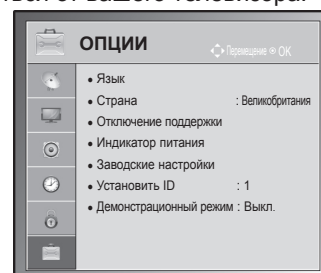 ОПЦИИ
Перемещение OK
• Язык
• Страна : Великобритания
• Отключение поддержки
• Индикатор питания
• Заводские настройки
• Установить ID : 1
• Демонстрационный режим : Выкл.